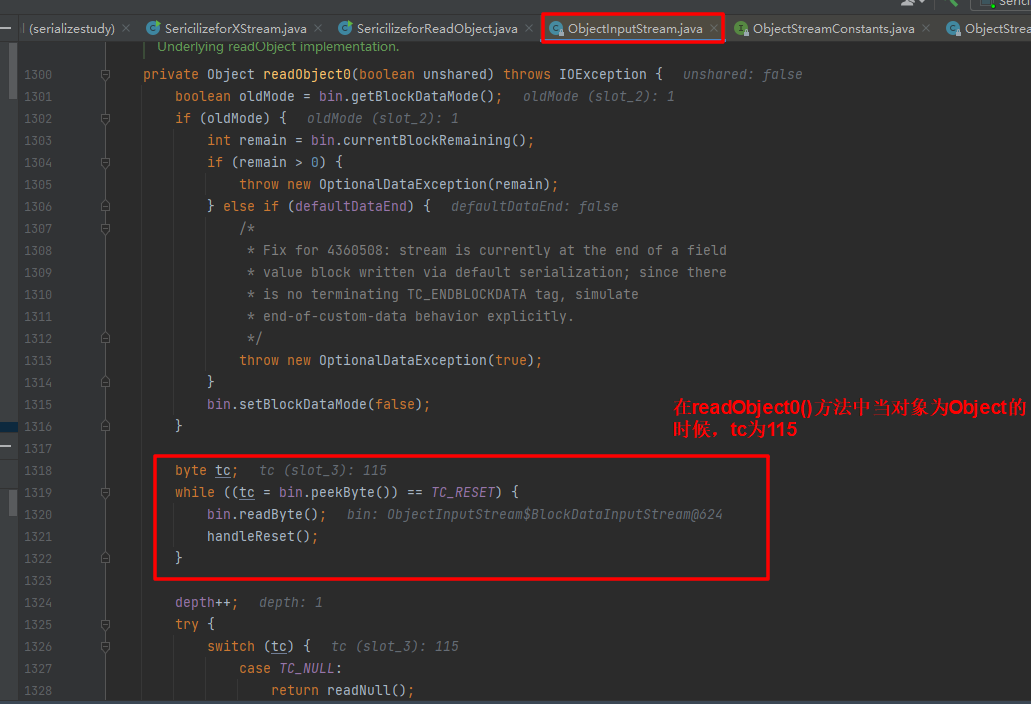 l (serializestudy) SericilizeforXStream.java SericilizeforReadObject.java ObjectInputStream.java ObjectStreamConstants.java ObjectStrea
Underlying readObject implementation.
1300 private Object readObject0(boolean unshared) throws IOException { unshared: false
1301 boolean oldMode = bin.getBlockDataMode(); oldMode (slot_2): 1
1302 if (oldMode) { oldMode (slot_2): 1
1303 int remain = bin.currentBlockRemaining();
1304 if (remain > 0) {
1305 throw new OptionalDataException(remain);
1306 } else if (defaultDataEnd) { defaultDataEnd: false
1307 /*
1308 * Fix for 4360508: stream is currently at the end of a field
1309 * value block written via default serialization; since there
1310 * is no terminating TC_ENDBLOCKDATA tag, simulate
1311 * end-of-custom-data behavior explicitly.
1312 */
1313 throw new OptionalDataException(true);
1314 }
1315 bin.setBlockDataMode(false);
在readObject0()方法中当对象为Object的
时候，tc为115
1316 }
1317
1318 byte tc; tc (slot_3): 115
1319 while ((tc = bin.peekByte()) == TC_RESET) {
1320 bin.readByte(); bin: ObjectInputStream$BlockDataInputStream@624
1321 handleReset();
1322 }
1323
1324 depth++; depth: 1
1325 try {
1326 switch (tc) { tc (slot_3): 115
1327 case TC_NULL:
1328 return readNull();